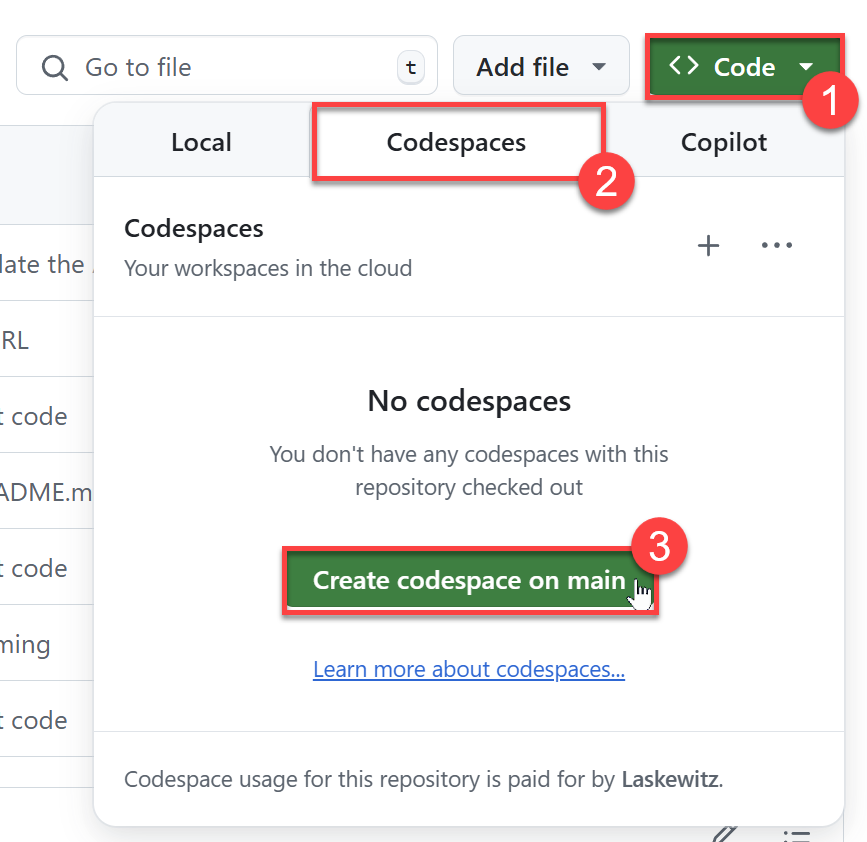 Go to file
t
Add file
Code
1
Local
Codespaces
Copilot
2
Codespaces
Your workspaces in the cloud
late the
RL
No codespaces
t code
You don't have any codespaces with this
repository checked out
ADME.m
3
Create codespace on main
t code
ming
Learn more about codespaces...
t code
Codespace usage for this repository is paid for by Laskewitz.